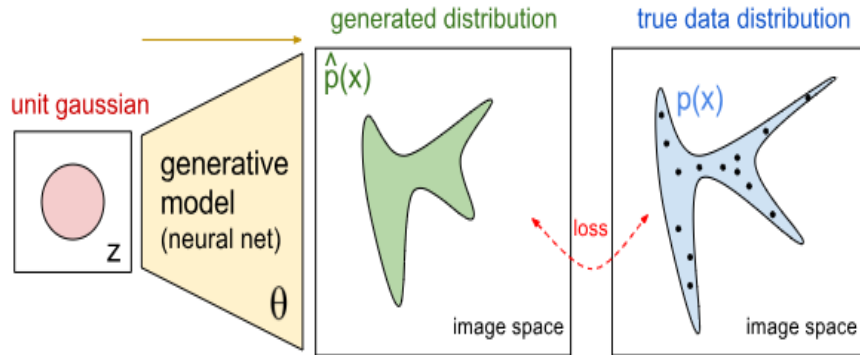 generated distribution
true data distribution
p̂(x)
p(x)
unit gaussian
generative
model
(neural net)
loss
z
θ
image space
image space